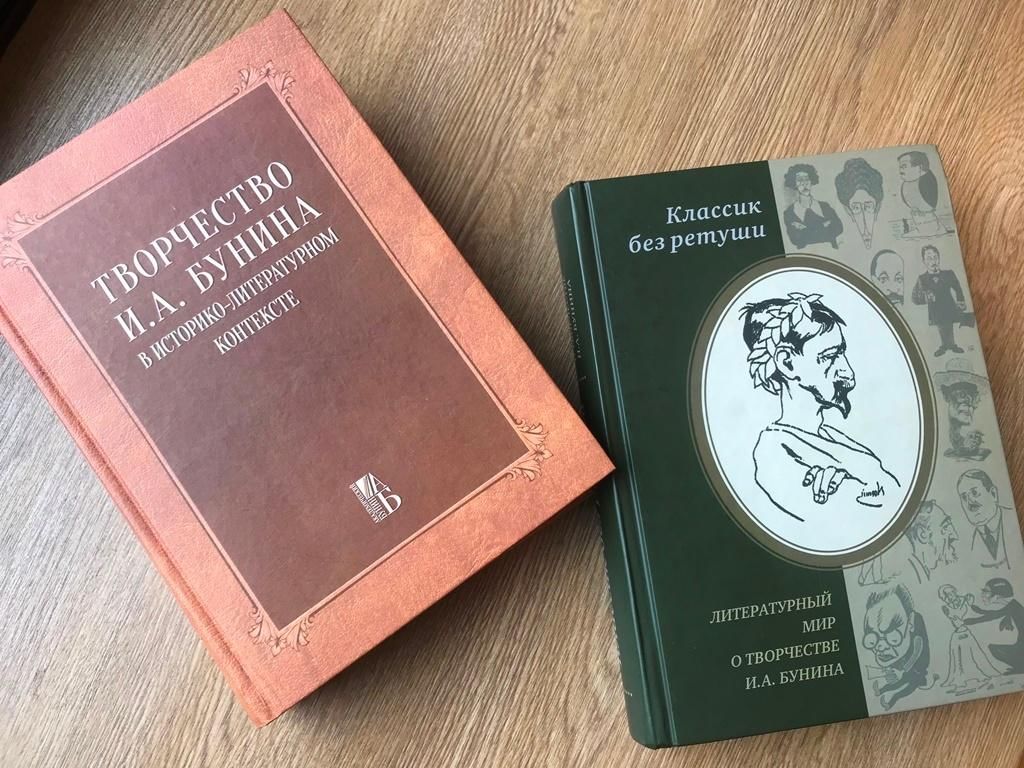 ТВОРЧЕСТВО
И.А. БУНИНА
В ИСТОРИКО-ЛИТЕРАТУРНОМ
КОНТЕКСТЕ
Классик
без ретуши
ЛИТЕРАТУРНЫЙ
МИР
О ТВОРЧЕСТВЕ
И.А. БУНИНА